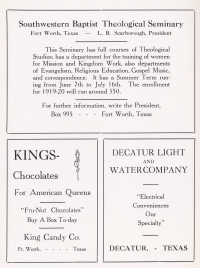 Southwestern Baptist Theological Seminary
Fort Worth, Texas — L. R. Scarborough, President
This Seminary has full courses of Theological
Studies; has a department for the training of women
for Mission and Kingdom Work, also departments
of Evangelism, Religious Education, Gospel Music,
and correspondence. It has a Summer Term run-
ning from June 7th to July 16th. The enrollment
for 1919-20 will run around 550.
For further information, write the President,
Box 995 - - - Fort Worth, Texas
KINGS-
Chocolates
For American Queens
"Fru-Nut Chocolates"
Buy A Box To-day
King Candy Co.
Ft. Worth, - - - - - Texas
DECATUR LIGHT
AND
WATER COMPANY
"Electrical
Conveniences
Our
Specialty"
DECATUR, - TEXAS